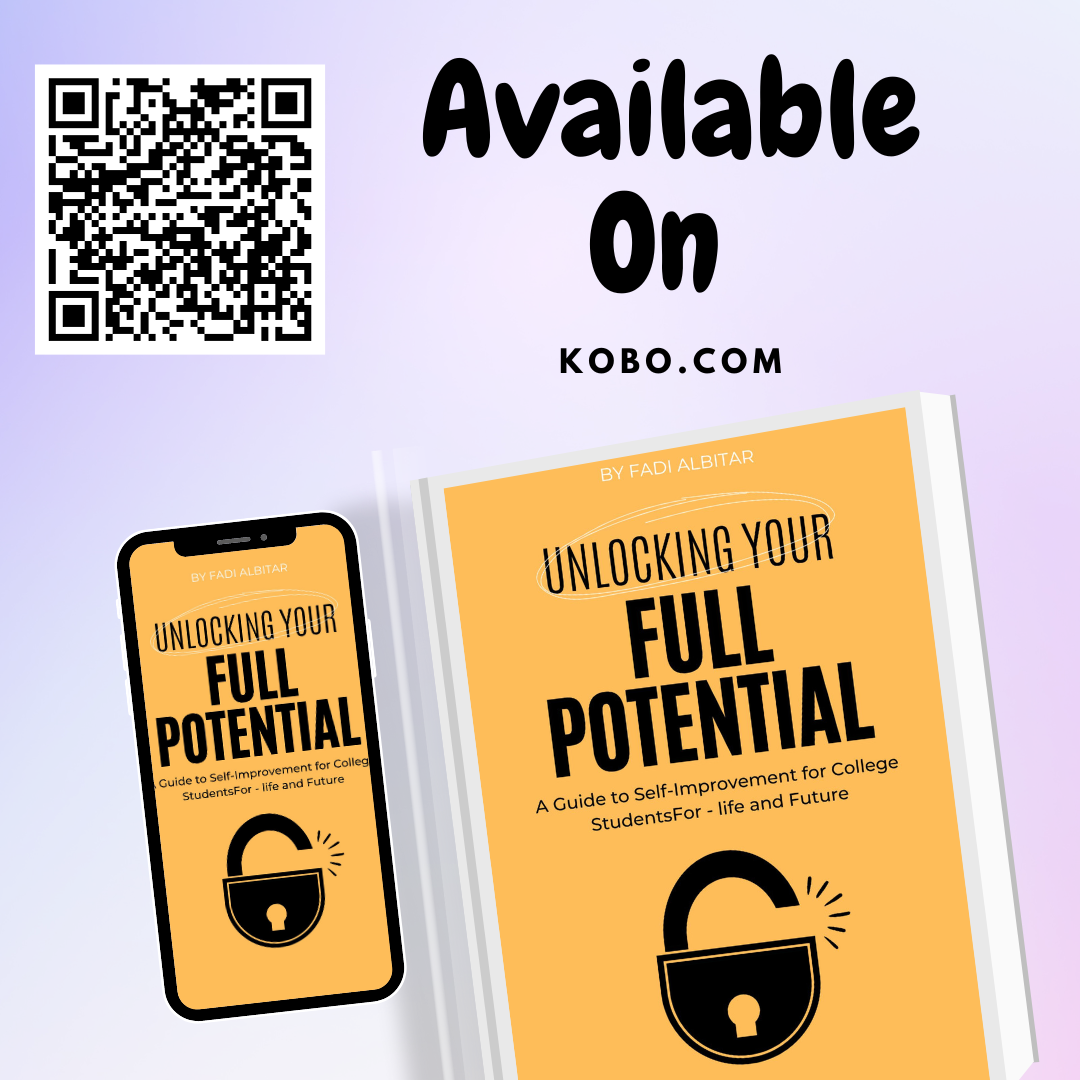 Available
On
KOBO.COM
BY FADI ALBITAR
UNLOCKING YOUR
FULL
POTENTIAL
A Guide to Self-Improvement for College
StudentsFor - life and Future
BY FADI ALBITAR
UNLOCKING YOUR
FULL
POTENTIAL
Guide to Self-Improvement for Colleg
StudentsFor - life and Future